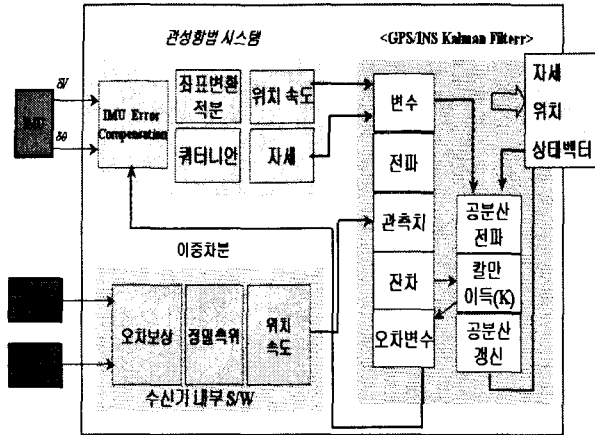 관성항법 시스템
<GPS/INS Kalman Filterr>
자세
위치
상태벡터
δV
δθ
IMU
IMU Error
Compensation
좌표변환
적분
위치 속도
쿼터니언
자세
변수
전파
관측치
잔차
오차변수
공분산
전파
칼만
이득(K)
공분산
갱신
이중차분
오차보상
정밀측위
위치
속도
수신기 내부 S/W